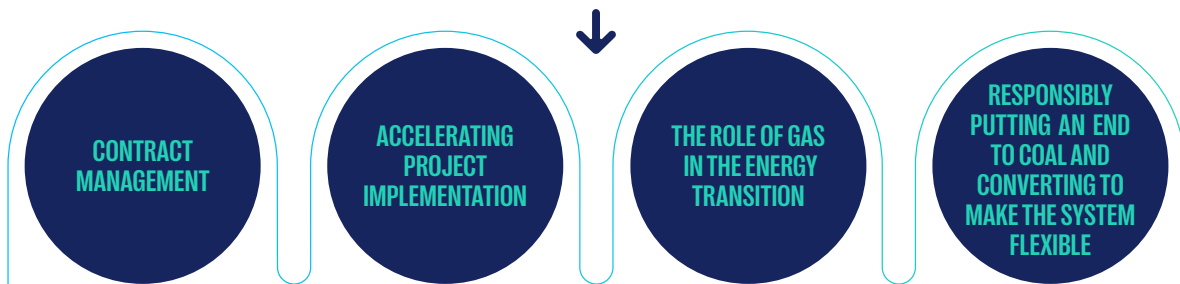 CONTRACT
MANAGEMENT
ACCELERATING
PROJECT
IMPLEMENTATION
THE ROLE OF GAS
IN THE ENERGY
TRANSITION
RESPONSIBLY
PUTTING AN END
TO COAL AND
CONVERTING TO
MAKE THE SYSTEM
FLEXIBLE